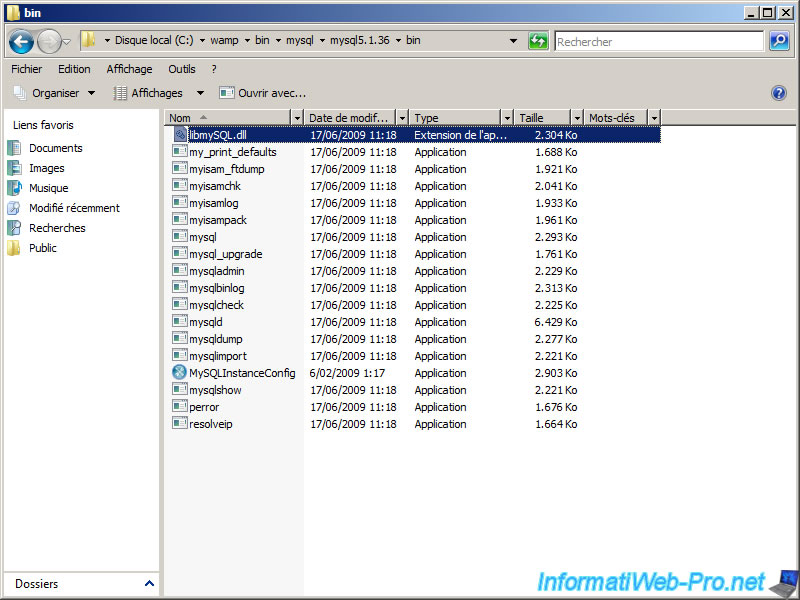 bin
Disque local (C:) wamp bin mysql mysql5.1.36 bin
Rechercher
Fichier Edition Affichage Outils ?
Organiser Affichages Ouvrir avec...
Liens favoris
Documents
Images
Musique
Modifié récemment
Recherches
Public
Nom Date de modif... Type Taille Mots-clés
libmySQL.dll 17/06/2009 11:18 Extension de l'ap... 2.304 Ko
my_print_defaults 17/06/2009 11:18 Application 1.688 Ko
myisam_ftdump 17/06/2009 11:18 Application 1.921 Ko
myisamchk 17/06/2009 11:18 Application 2.041 Ko
myisamlog 17/06/2009 11:18 Application 1.933 Ko
myisampack 17/06/2009 11:18 Application 1.961 Ko
mysql 17/06/2009 11:18 Application 2.293 Ko
mysql_upgrade 17/06/2009 11:18 Application 1.761 Ko
mysqladmin 17/06/2009 11:18 Application 2.229 Ko
mysqlbinlog 17/06/2009 11:18 Application 2.313 Ko
mysqlcheck 17/06/2009 11:18 Application 2.225 Ko
mysqld 17/06/2009 11:18 Application 6.429 Ko
mysqldump 17/06/2009 11:18 Application 2.277 Ko
mysqlimport 17/06/2009 11:18 Application 2.221 Ko
MySQLInstanceConfig 6/02/2009 1:17 Application 2.903 Ko
mysqlshow 17/06/2009 11:18 Application 2.221 Ko
perror 17/06/2009 11:18 Application 1.676 Ko
resolveip 17/06/2009 11:18 Application 1.664 Ko
Dossiers
InformatiWeb-Pro.net